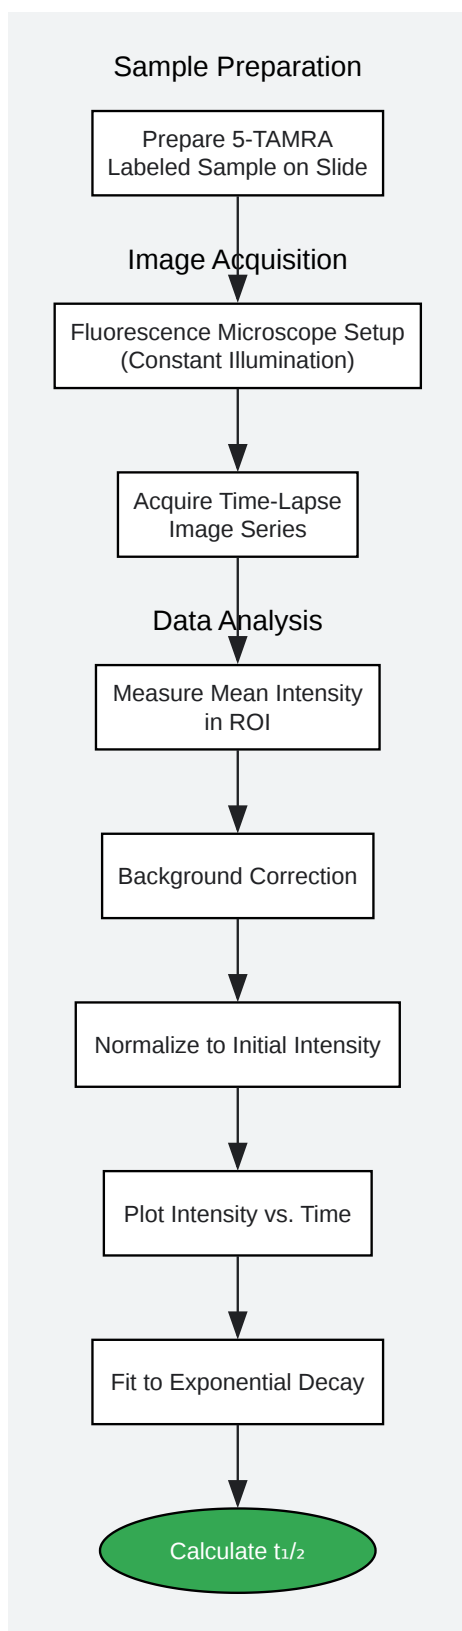 Sample Preparation
Prepare 5-TAMRA
Labeled Sample on Slide
Image Acquisition
Fluorescence Microscope Setup
(Constant Illumination)
Acquire Time-Lapse
Image Series
Data Analysis
Measure Mean Intensity
in ROI
Background Correction
Normalize to Initial Intensity
Plot Intensity vs. Time
Fit to Exponential Decay
Calculate t₁/₂